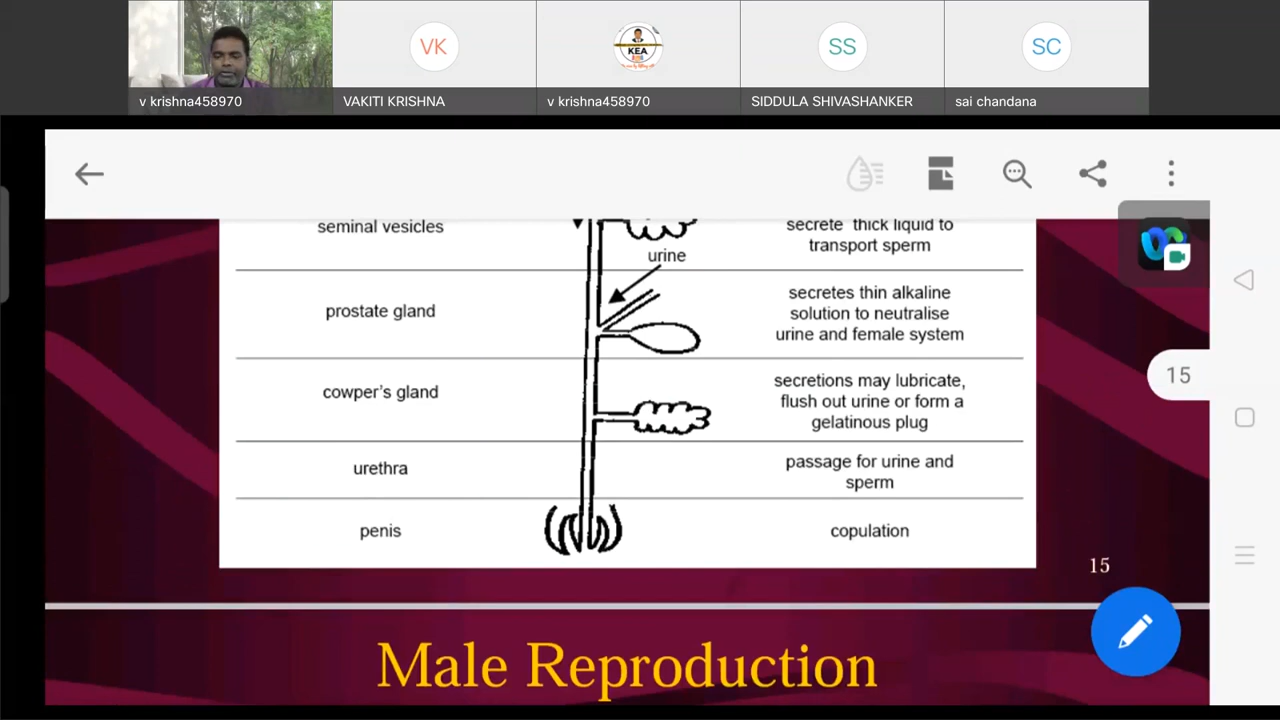 VK
KEA
SS
SC
v krishna458970
VAKITI KRISHNA
v krishna458970
SIDDULA SHIVASHANKER
sai chandana
seminal vesicles
secrete thick liquid to
transport sperm
urine
prostate gland
secretes thin alkaline
solution to neutralise
urine and female system
cowper's gland
secretions may lubricate,
flush out urine or form a
gelatinous plug
urethra
passage for urine and
sperm
penis
copulation
15
15
Male Reproduction